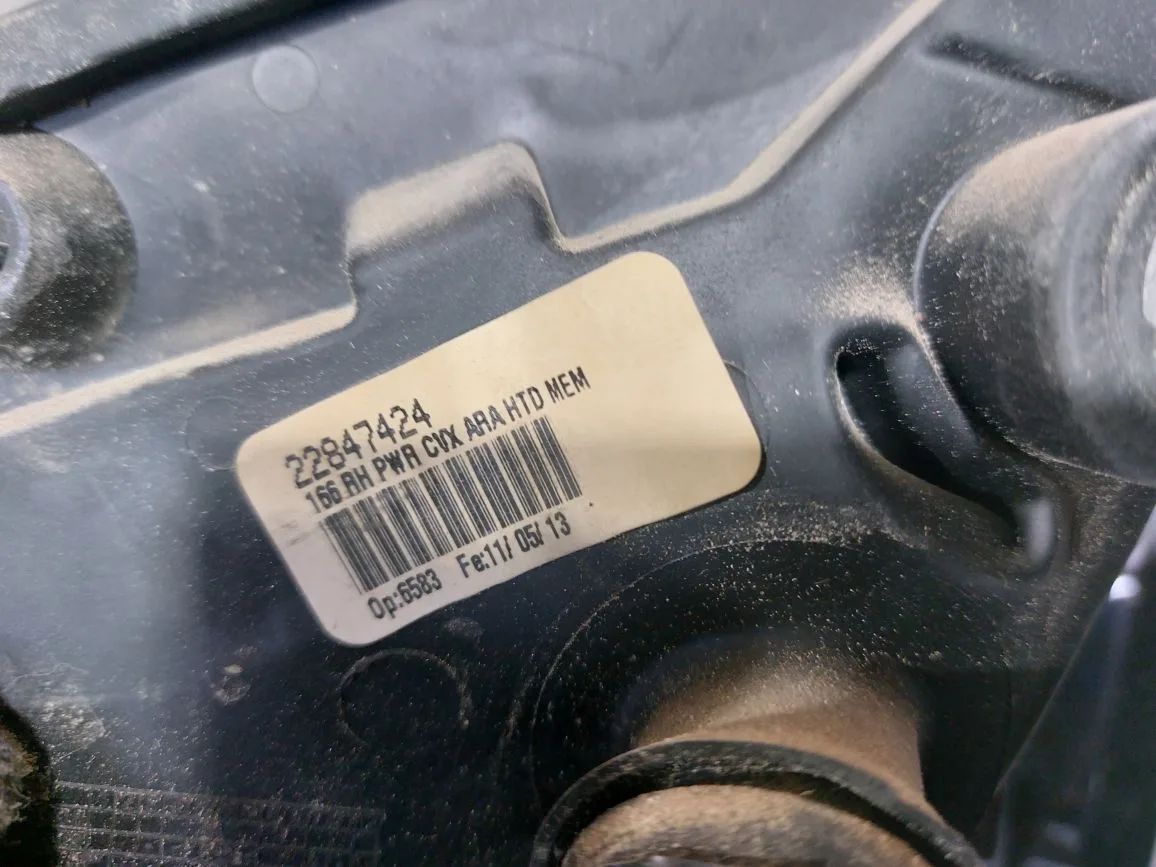 22847424
166 RH PWR CVX ARA HTD MEM
Op:6583 Fe:11/ 05/ 13